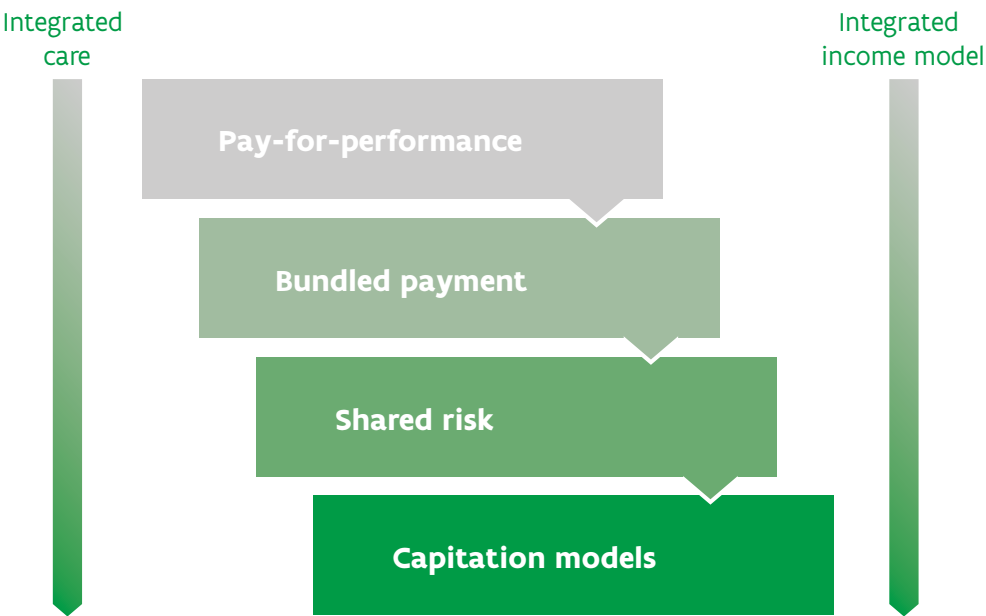 Integrated
care
Integrated
income model
Pay-for-performance
Bundled payment
Shared risk
Capitation models